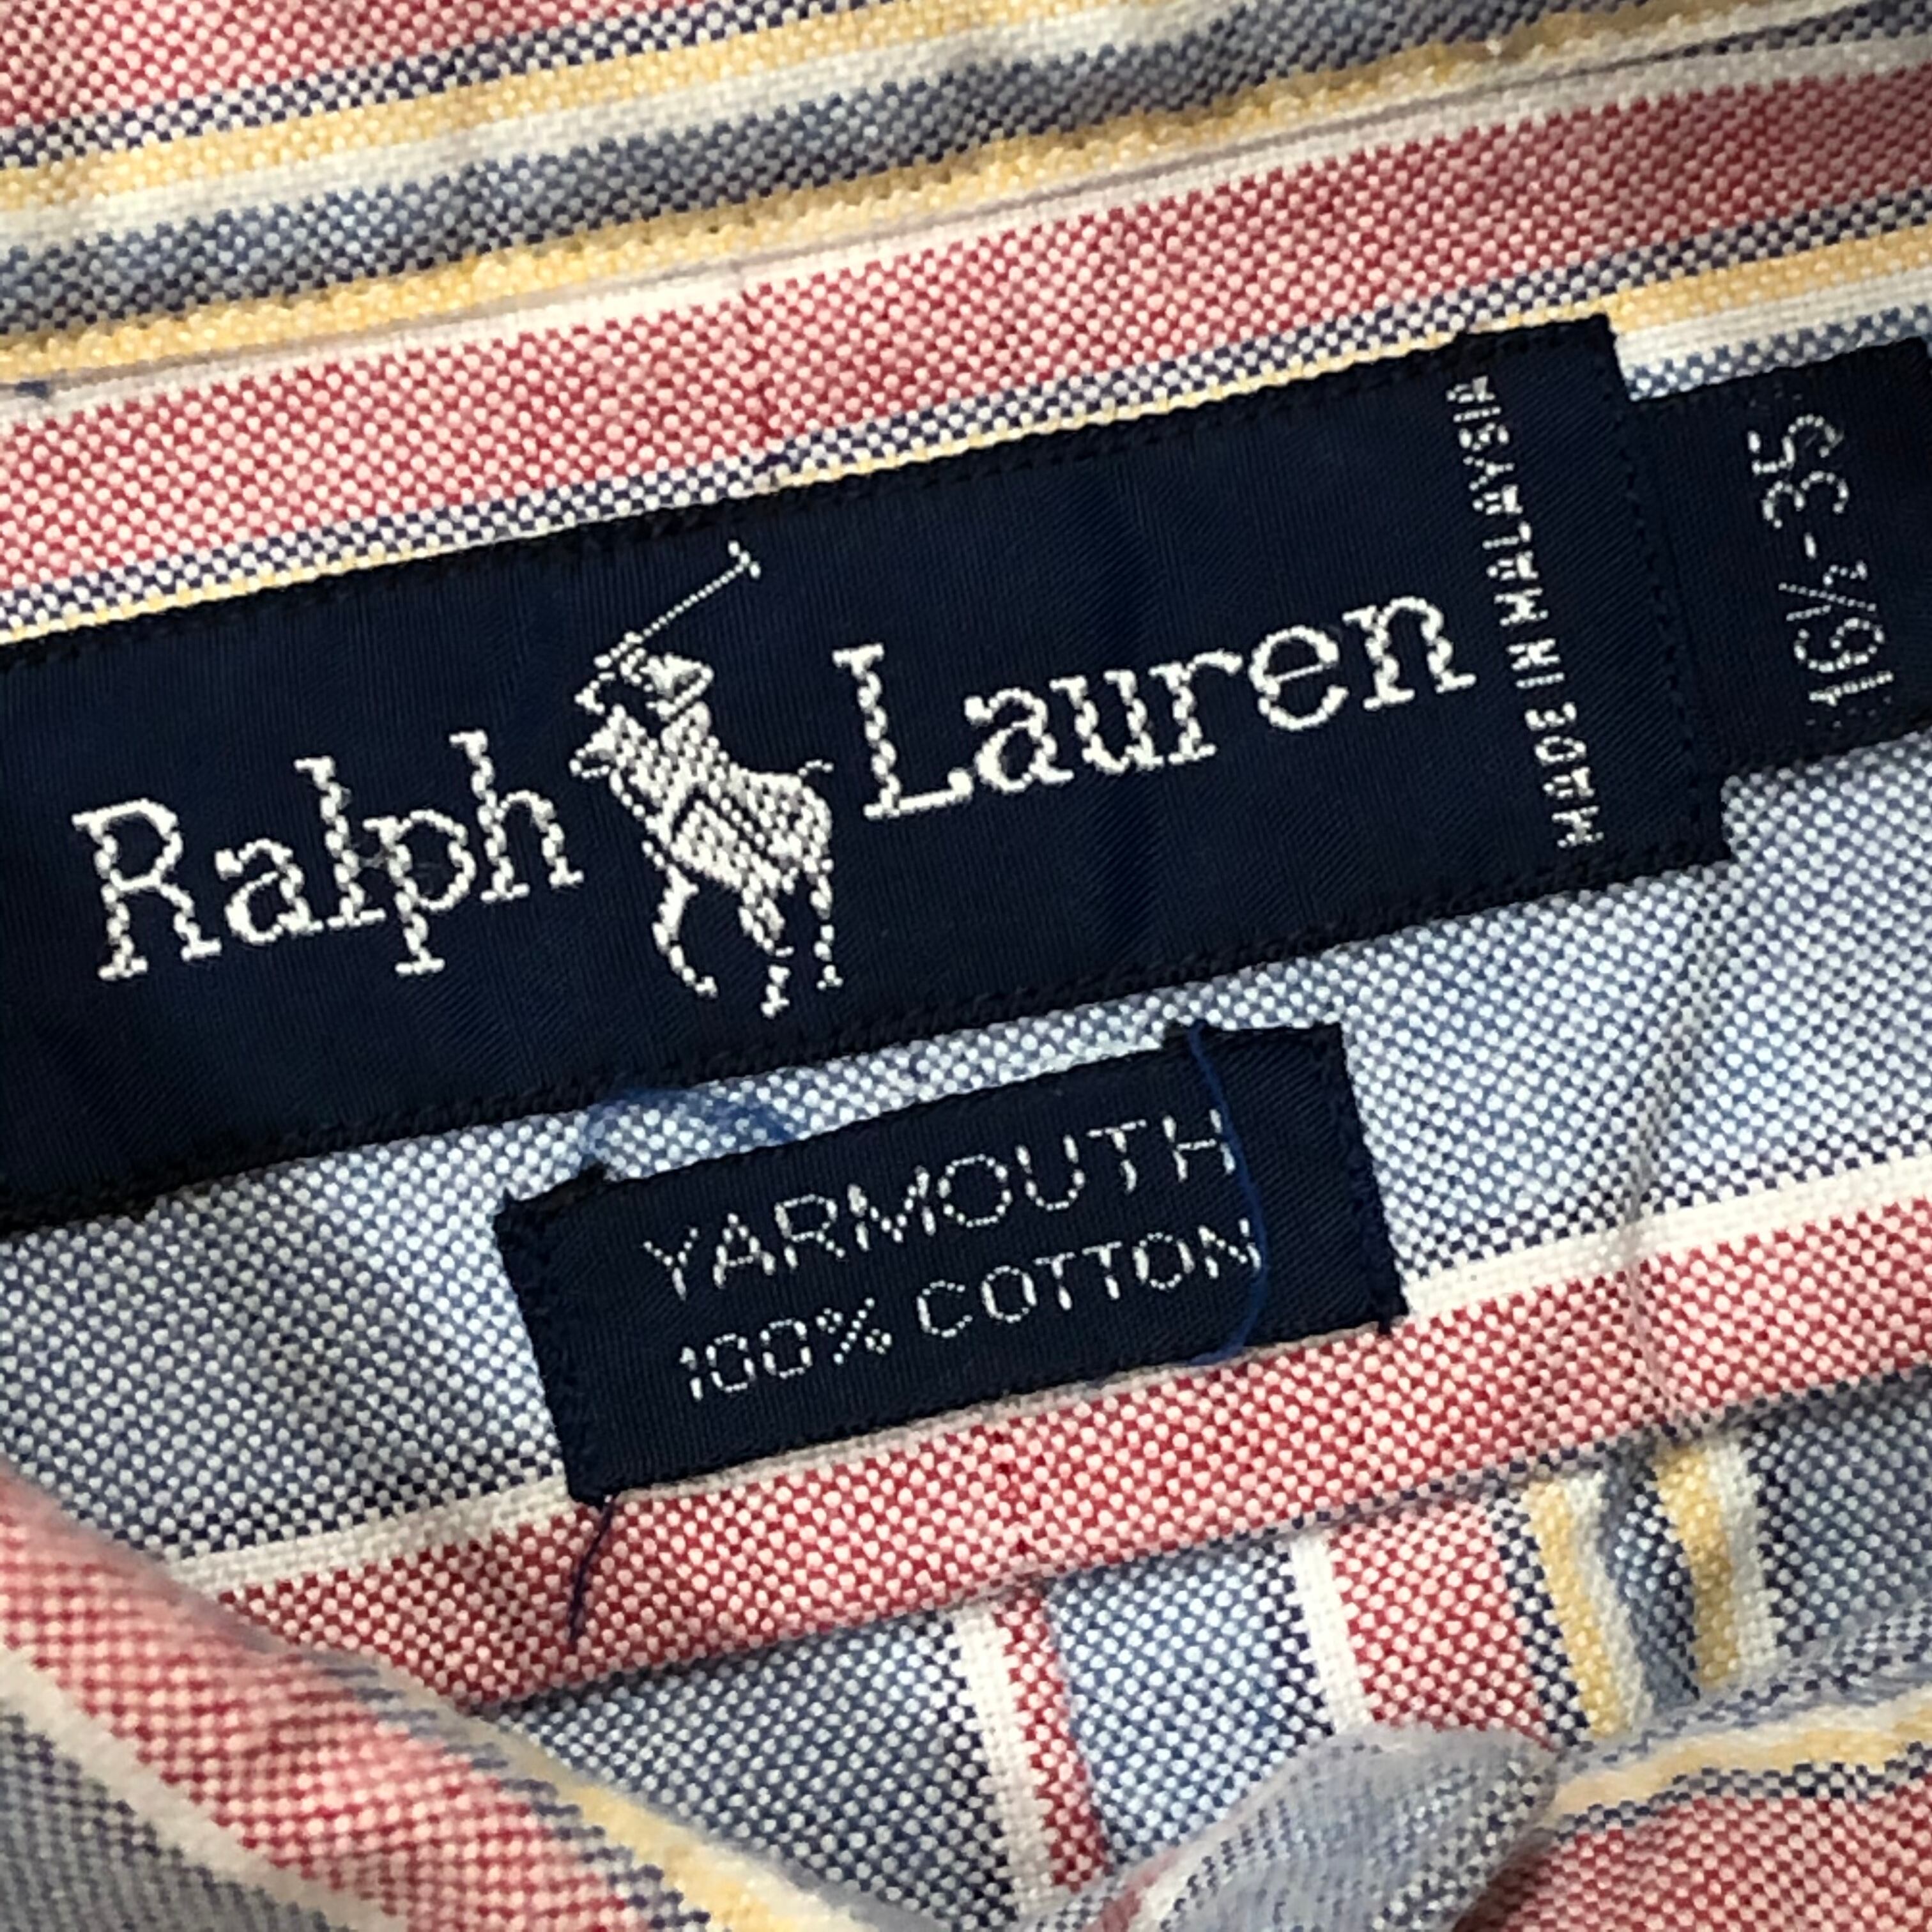 Ralph Lauren
MADE IN MALAYSIA
16½-35
YARMOUTH
100% COTTON